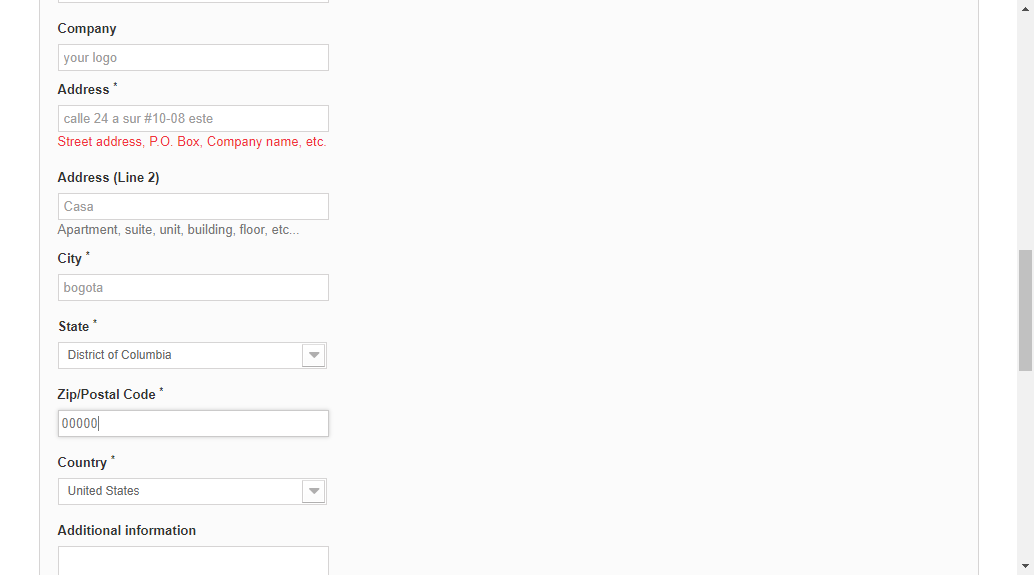 Company
your logo
Address *
calle 24 a sur #10-08 este
Street address, P.O. Box, Company name, etc.
Address (Line 2)
Casa
Apartment, suite, unit, building, floor, etc...
City *
bogota
State *
District of Columbia
Zip/Postal Code *
00000
Country *
United States
Additional information